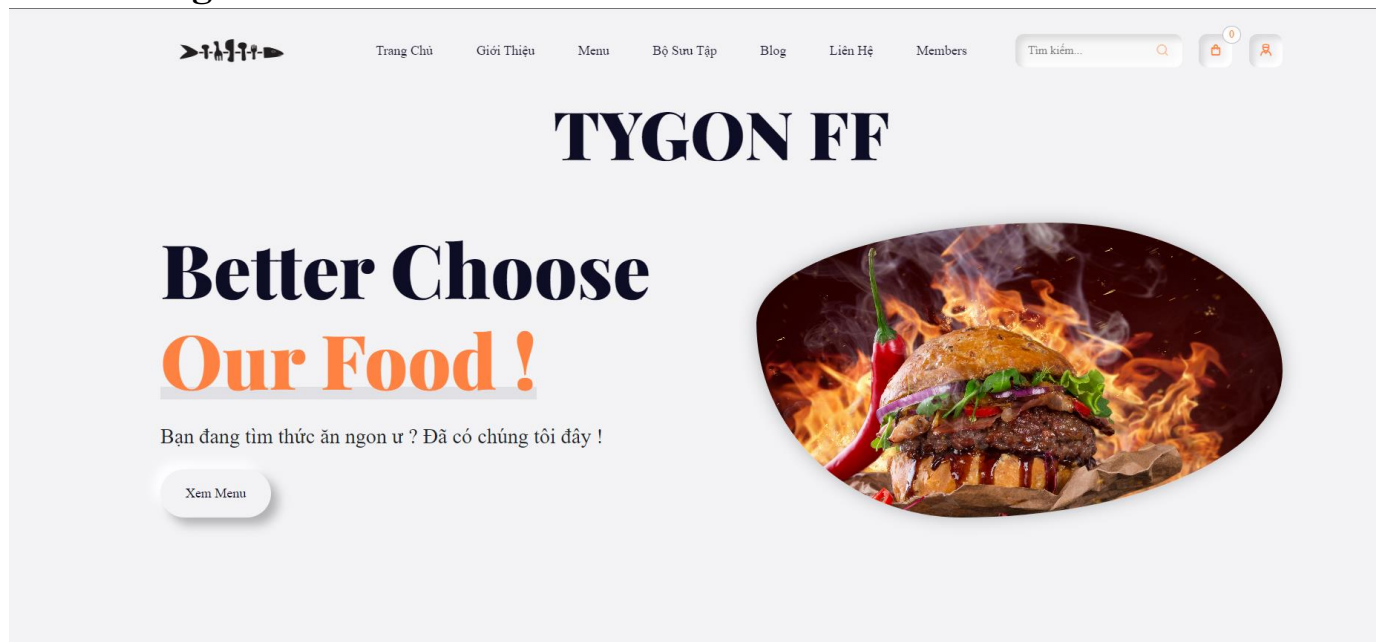 Trang Chủ Giới Thiệu Menu Bộ Sưu Tập Blog Liên Hệ Members Tìm kiếm... 0
TYGON FF
Better Choose
Our Food !
Bạn đang tìm thức ăn ngon ư ? Đã có chúng tôi đây !
Xem Menu